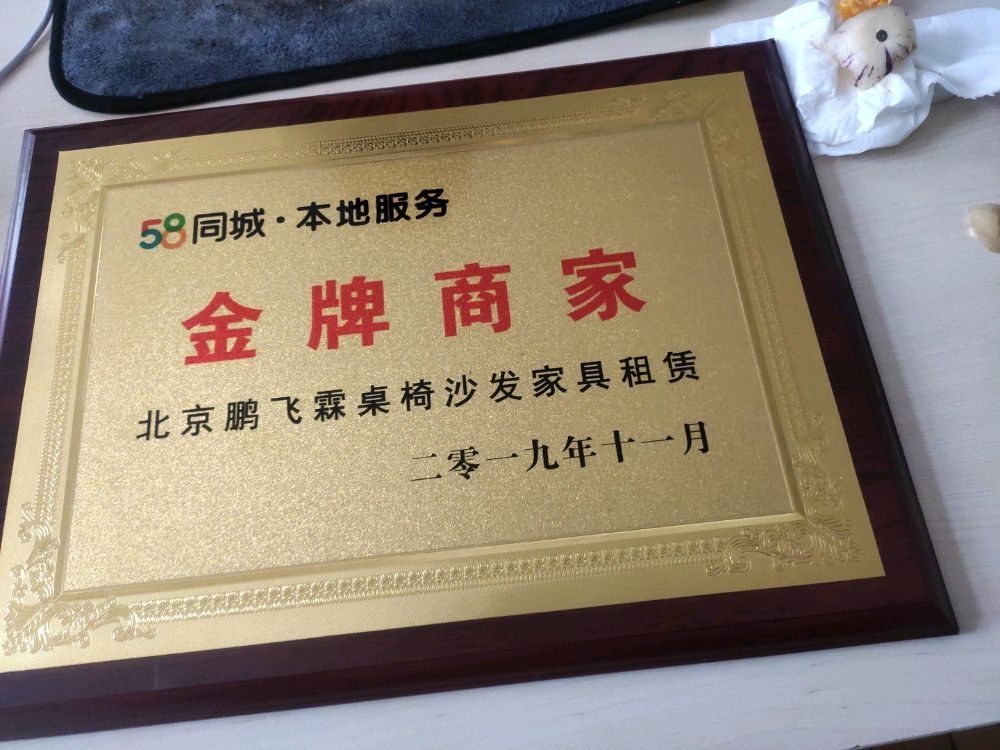 58同城·本地服务
金牌商家
北京鹏飞霖桌椅沙发家具租赁
二零一九年十一月